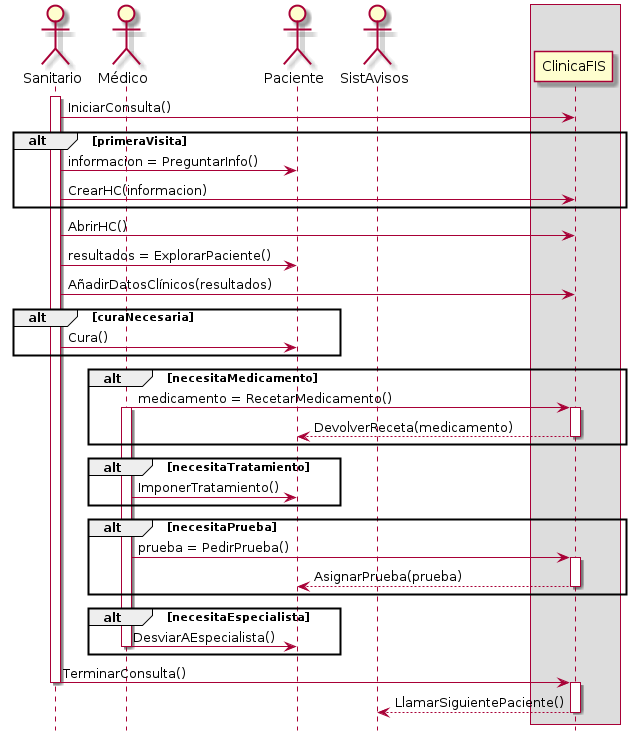 Sanitario Médico Paciente SistAvisos ClinicaFIS
IniciarConsulta()
alt [primeraVisita]
informacion = PreguntarInfo()
CrearHC(informacion)
AbrirHC()
resultados = ExplorarPaciente()
AñadirDatosClínicos(resultados)
alt [curaNecesaria]
Cura()
alt [necesitaMedicamento]
medicamento = RecetarMedicamento()
DevolverReceta(medicamento)
alt [necesitaTratamiento]
ImponerTratamiento()
alt [necesitaPrueba]
prueba = PedirPrueba()
AsignarPrueba(prueba)
alt [necesitaEspecialista]
DesviarAEspecialista()
TerminarConsulta()
LlamarSiguientePaciente()